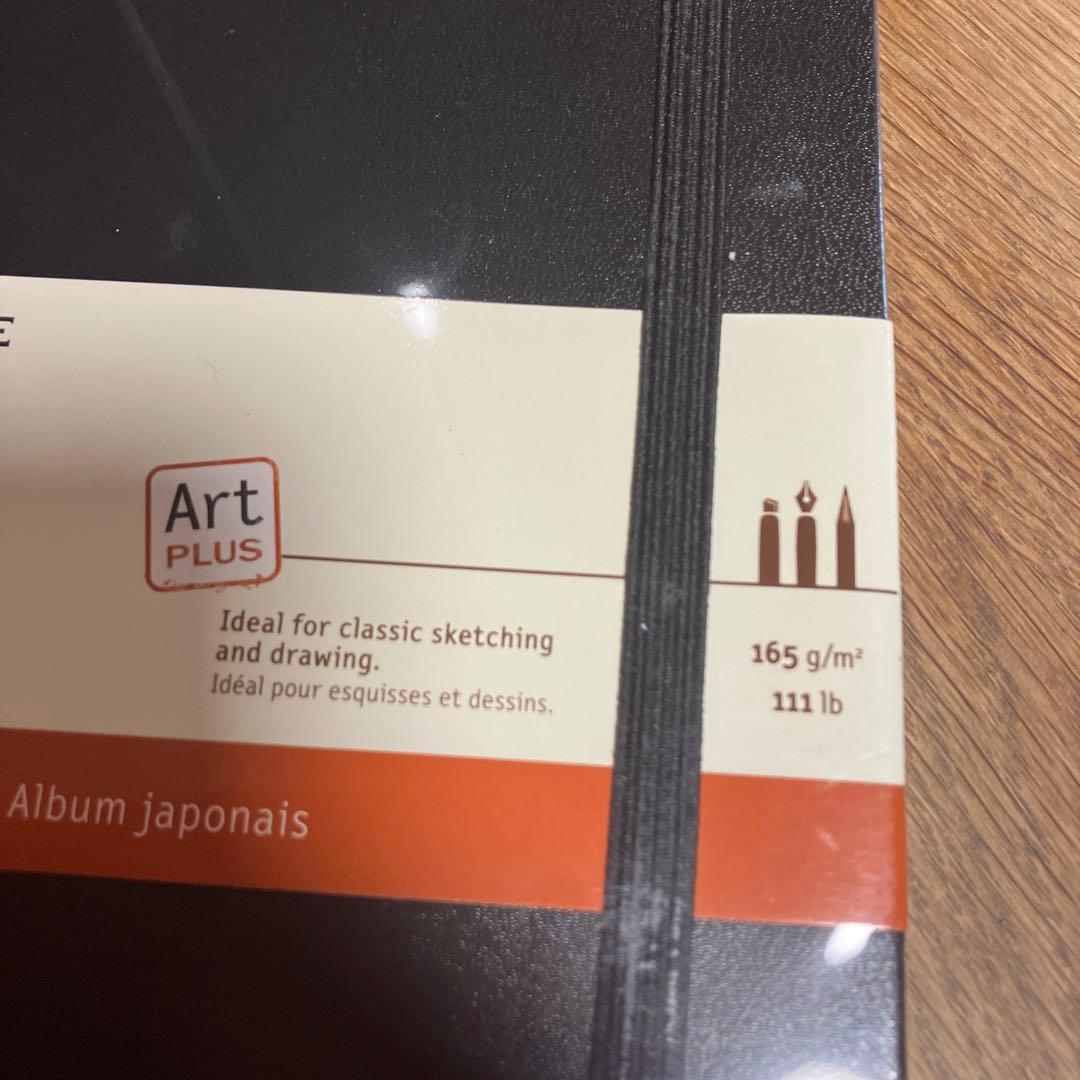 E
Art
PLUS
Ideal for classic sketching
and drawing.
Idéal pour esquisses et dessins.
165 g/m²
111 lb
Album japonais